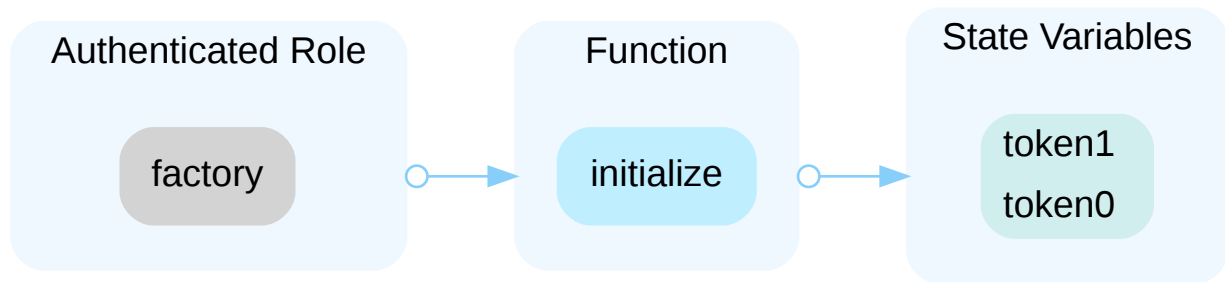 Authenticated Role
factory
Function
initialize
State Variables
token1
token0